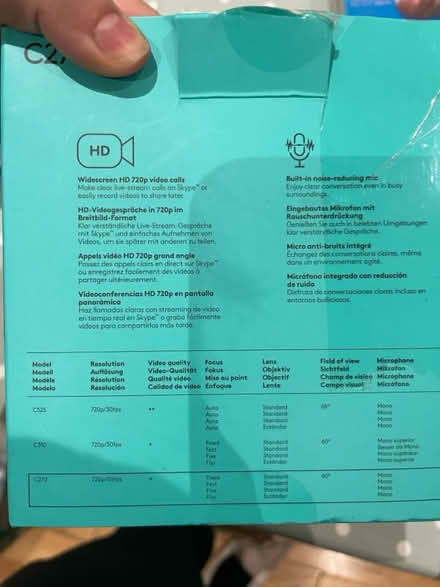 C27
HD
Widescreen HD 720p video calls
Make clear live-stream calls on Skype™ or
easily record videos to share later.
HD-Videogespräche in 720p im
Breitbild-Format
Klar verständliche Live-Stream-Gespräche
mit Skype™ und einfaches Aufnehmen von
Videos, um sie später mit anderen zu teilen.
Appels vidéo HD 720p grand angle
Passez des appels clairs en direct sur Skype™
ou enregistrez facilement des vidéos à
partager ultérieurement.
Videoconferencias HD 720p en pantalla
panorámica
Haz llamadas claras con streaming de vídeo
en tiempo real en Skype™ o graba fácilmente
vídeos para compartirlos más tarde.
Built-in noise-reducing mic
Enjoy clear conversation even in busy
surroundings.
Eingebautes Mikrofon mit
Rauschunterdrückung
Genießen Sie auch in belebten Umgebungen
klar verständliche Gespräche.
Micro anti-bruits intégré
Échangez des conversations claires, même
dans un environnement agité.
Micrófono integrado con reducción
de ruido
Disfruta de conversaciones claras incluso en
entornos bulliciosos.
Model Resolution Video quality Focus Lens Field of view Microphone
Modell Auflösung Video-Qualität Fokus Objektiv Sichtfeld Mikrofon
Modèle Résolution Qualité vidéo Mise au point Objectif Champ de vision Microphone
Modelo Resolución Calidad de vídeo Enfoque Lente Campo visual Micrófono
C525 720p/30fps ** Auto Standard 69° Mono
Auto Standard Mono
Auto Standard Mono
Auto Estándar Mono
C310 720p/30fps * Fixed Standard 60° Mono superior
Fest Standard Besser als Mono
Fixe Standard Mono supérieur
Fijo Estándar Mono superior
C270 720p/30fps * Fixed Standard 60° Mono
Fest Standard Mono
Fixe Standard Mono
Fijo Estándar Mono